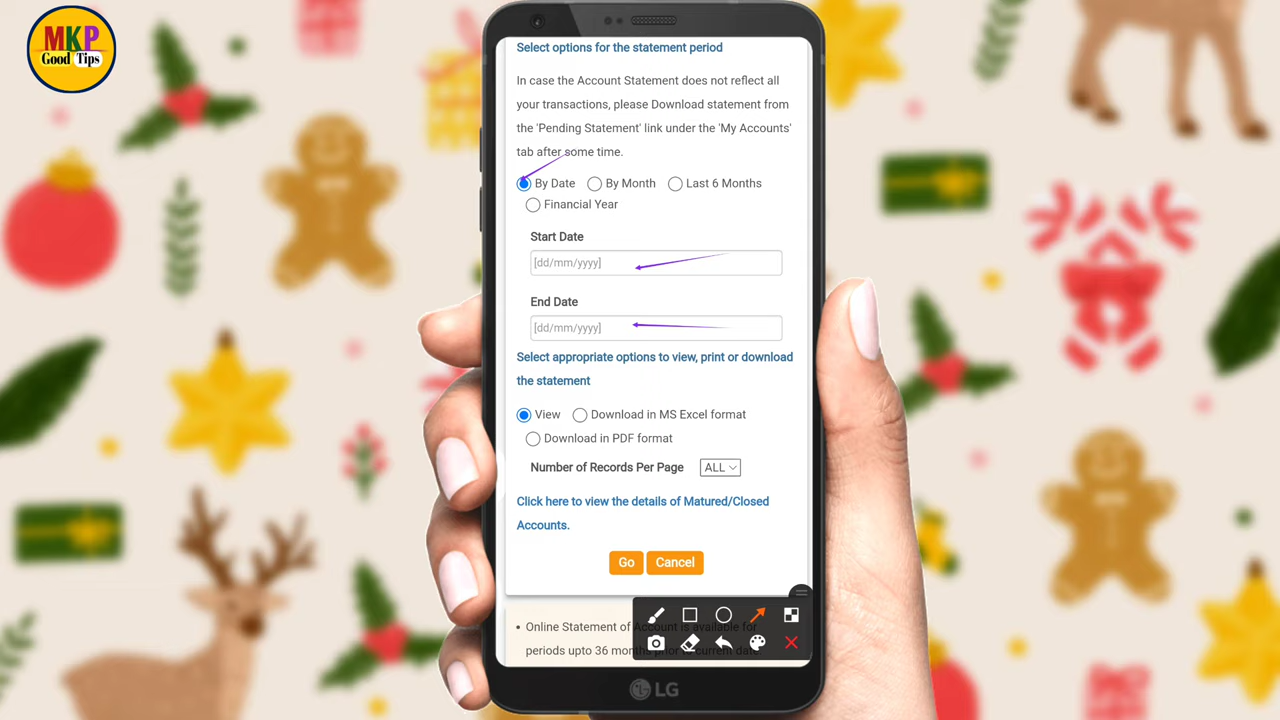 MKP
Good Tips
Select options for the statement period
In case the Account Statement does not reflect all
your transactions, please Download statement from
the 'Pending Statement' link under the 'My Accounts'
tab after some time.
By Date By Month Last 6 Months
Financial Year
Start Date
[dd/mm/yyyy]
End Date
[dd/mm/yyyy]
Select appropriate options to view, print or download
the statement
View Download in MS Excel format
Download in PDF format
Number of Records Per Page ALL
Click here to view the details of Matured/Closed
Accounts.
Go Cancel
• Online Statement of Account is available for
periods upto 36 months prior to current date
LG